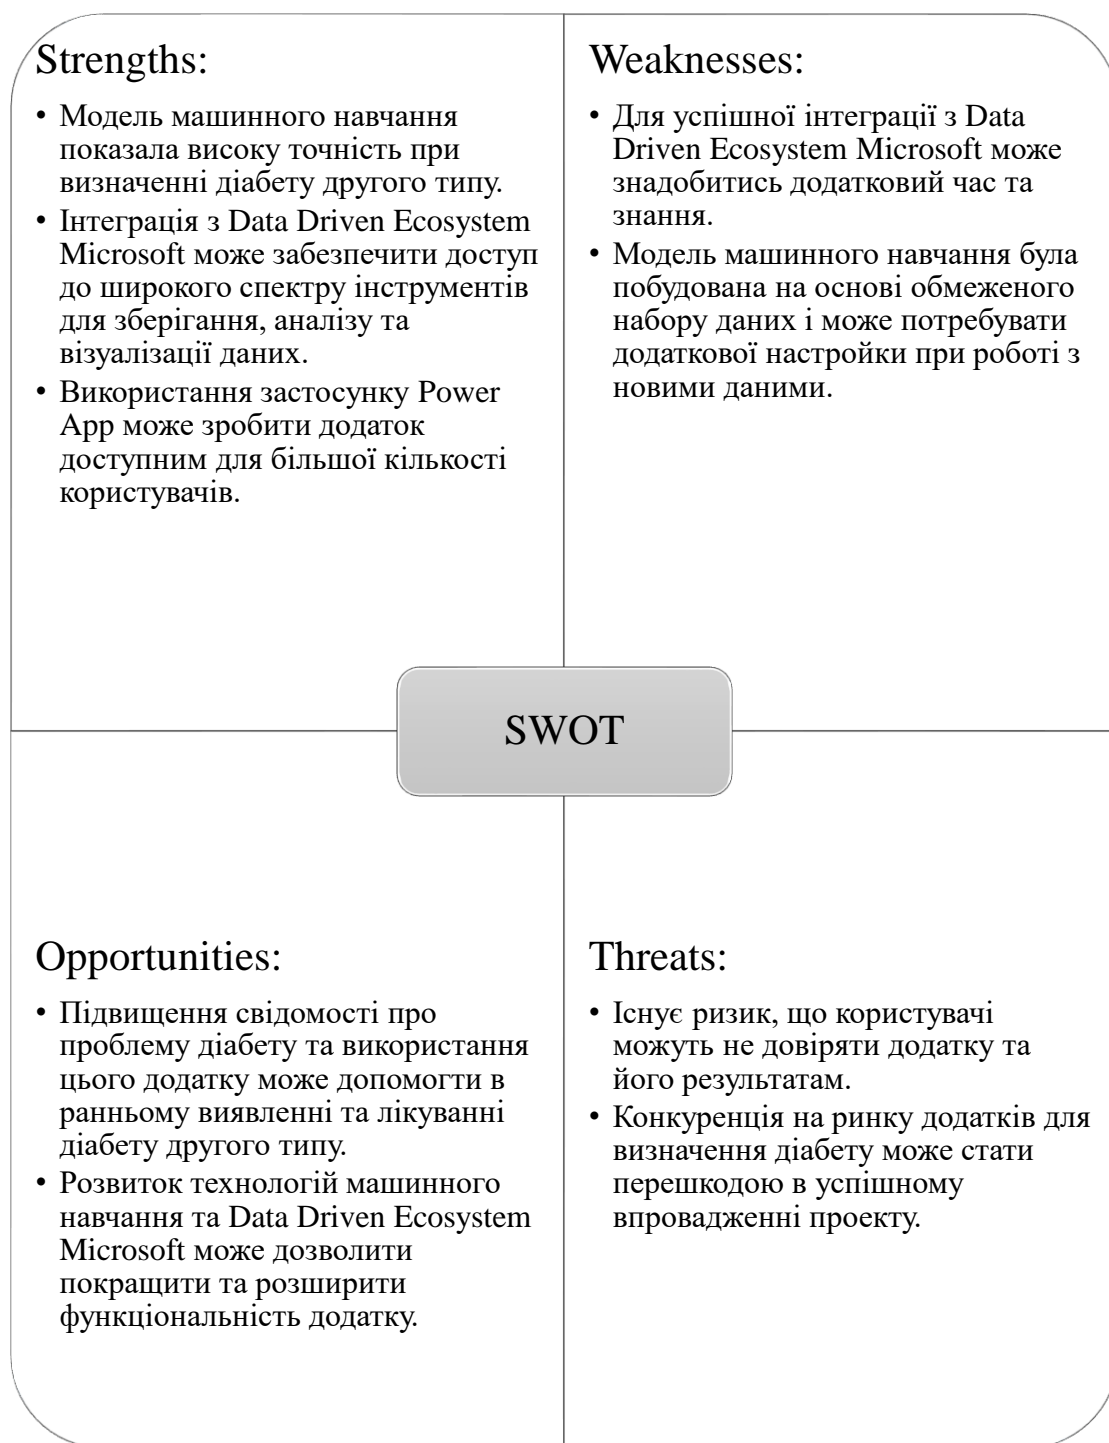 Strengths:
• Модель машинного навчання
показала високу точність при
визначенні діабету другого типу.
• Інтеграція з Data Driven Ecosystem
Microsoft може забезпечити доступ
до широкого спектру інструментів
для зберігання, аналізу та
візуалізації даних.
• Використання застосунку Power
App може зробити додаток
доступним для більшої кількості
користувачів.
Weaknesses:
• Для успішної інтеграції з Data
Driven Ecosystem Microsoft може
знадобитись додатковий час та
знання.
• Модель машинного навчання була
побудована на основі обмеженого
набору даних і може потребувати
додаткової настройки при роботі з
новими даними.
SWOT
Opportunities:
• Підвищення свідомості про
проблему діабету та використання
цього додатку може допомогти в
ранньому виявленні та лікуванні
діабету другого типу.
• Розвиток технологій машинного
навчання та Data Driven Ecosystem
Microsoft може дозволити
покращити та розширити
функціональність додатку.
Threats:
• Існує ризик, що користувачі
можуть не довіряти додатку та
його результатам.
• Конкуренція на ринку додатків для
визначення діабету може стати
перешкодою в успішному
впровадженні проекту.